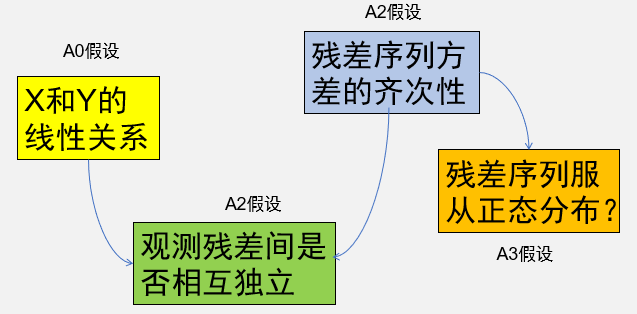 A0假设
X和Y的
线性关系
A2假设
残差序列方
差的齐次性
A2假设
观测残差间是
否相互独立
残差序列服
从正态分布？
A3假设